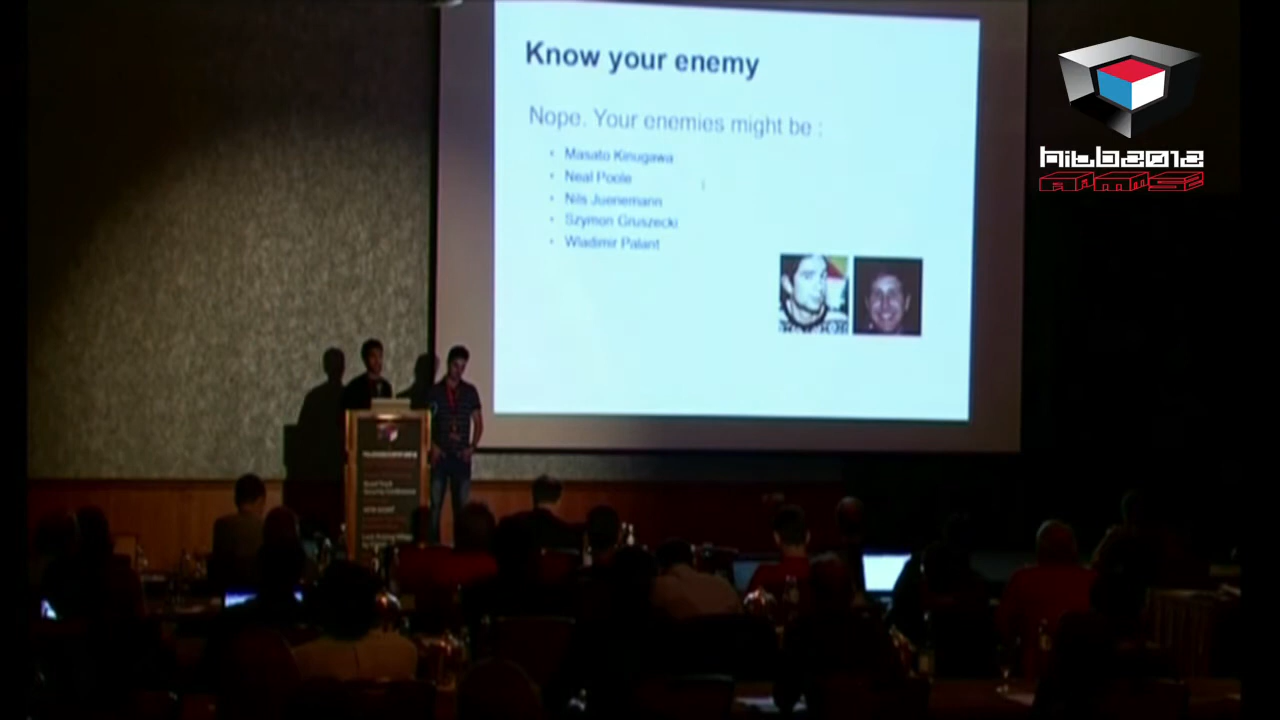 Know your enemy
Nope. Your enemies might be :
• Masato Kinugawa
• Neal Poole
• Nils Juenemann
• Szymon Gruszecki
• Wladimir Palant
hitb2012
AMS